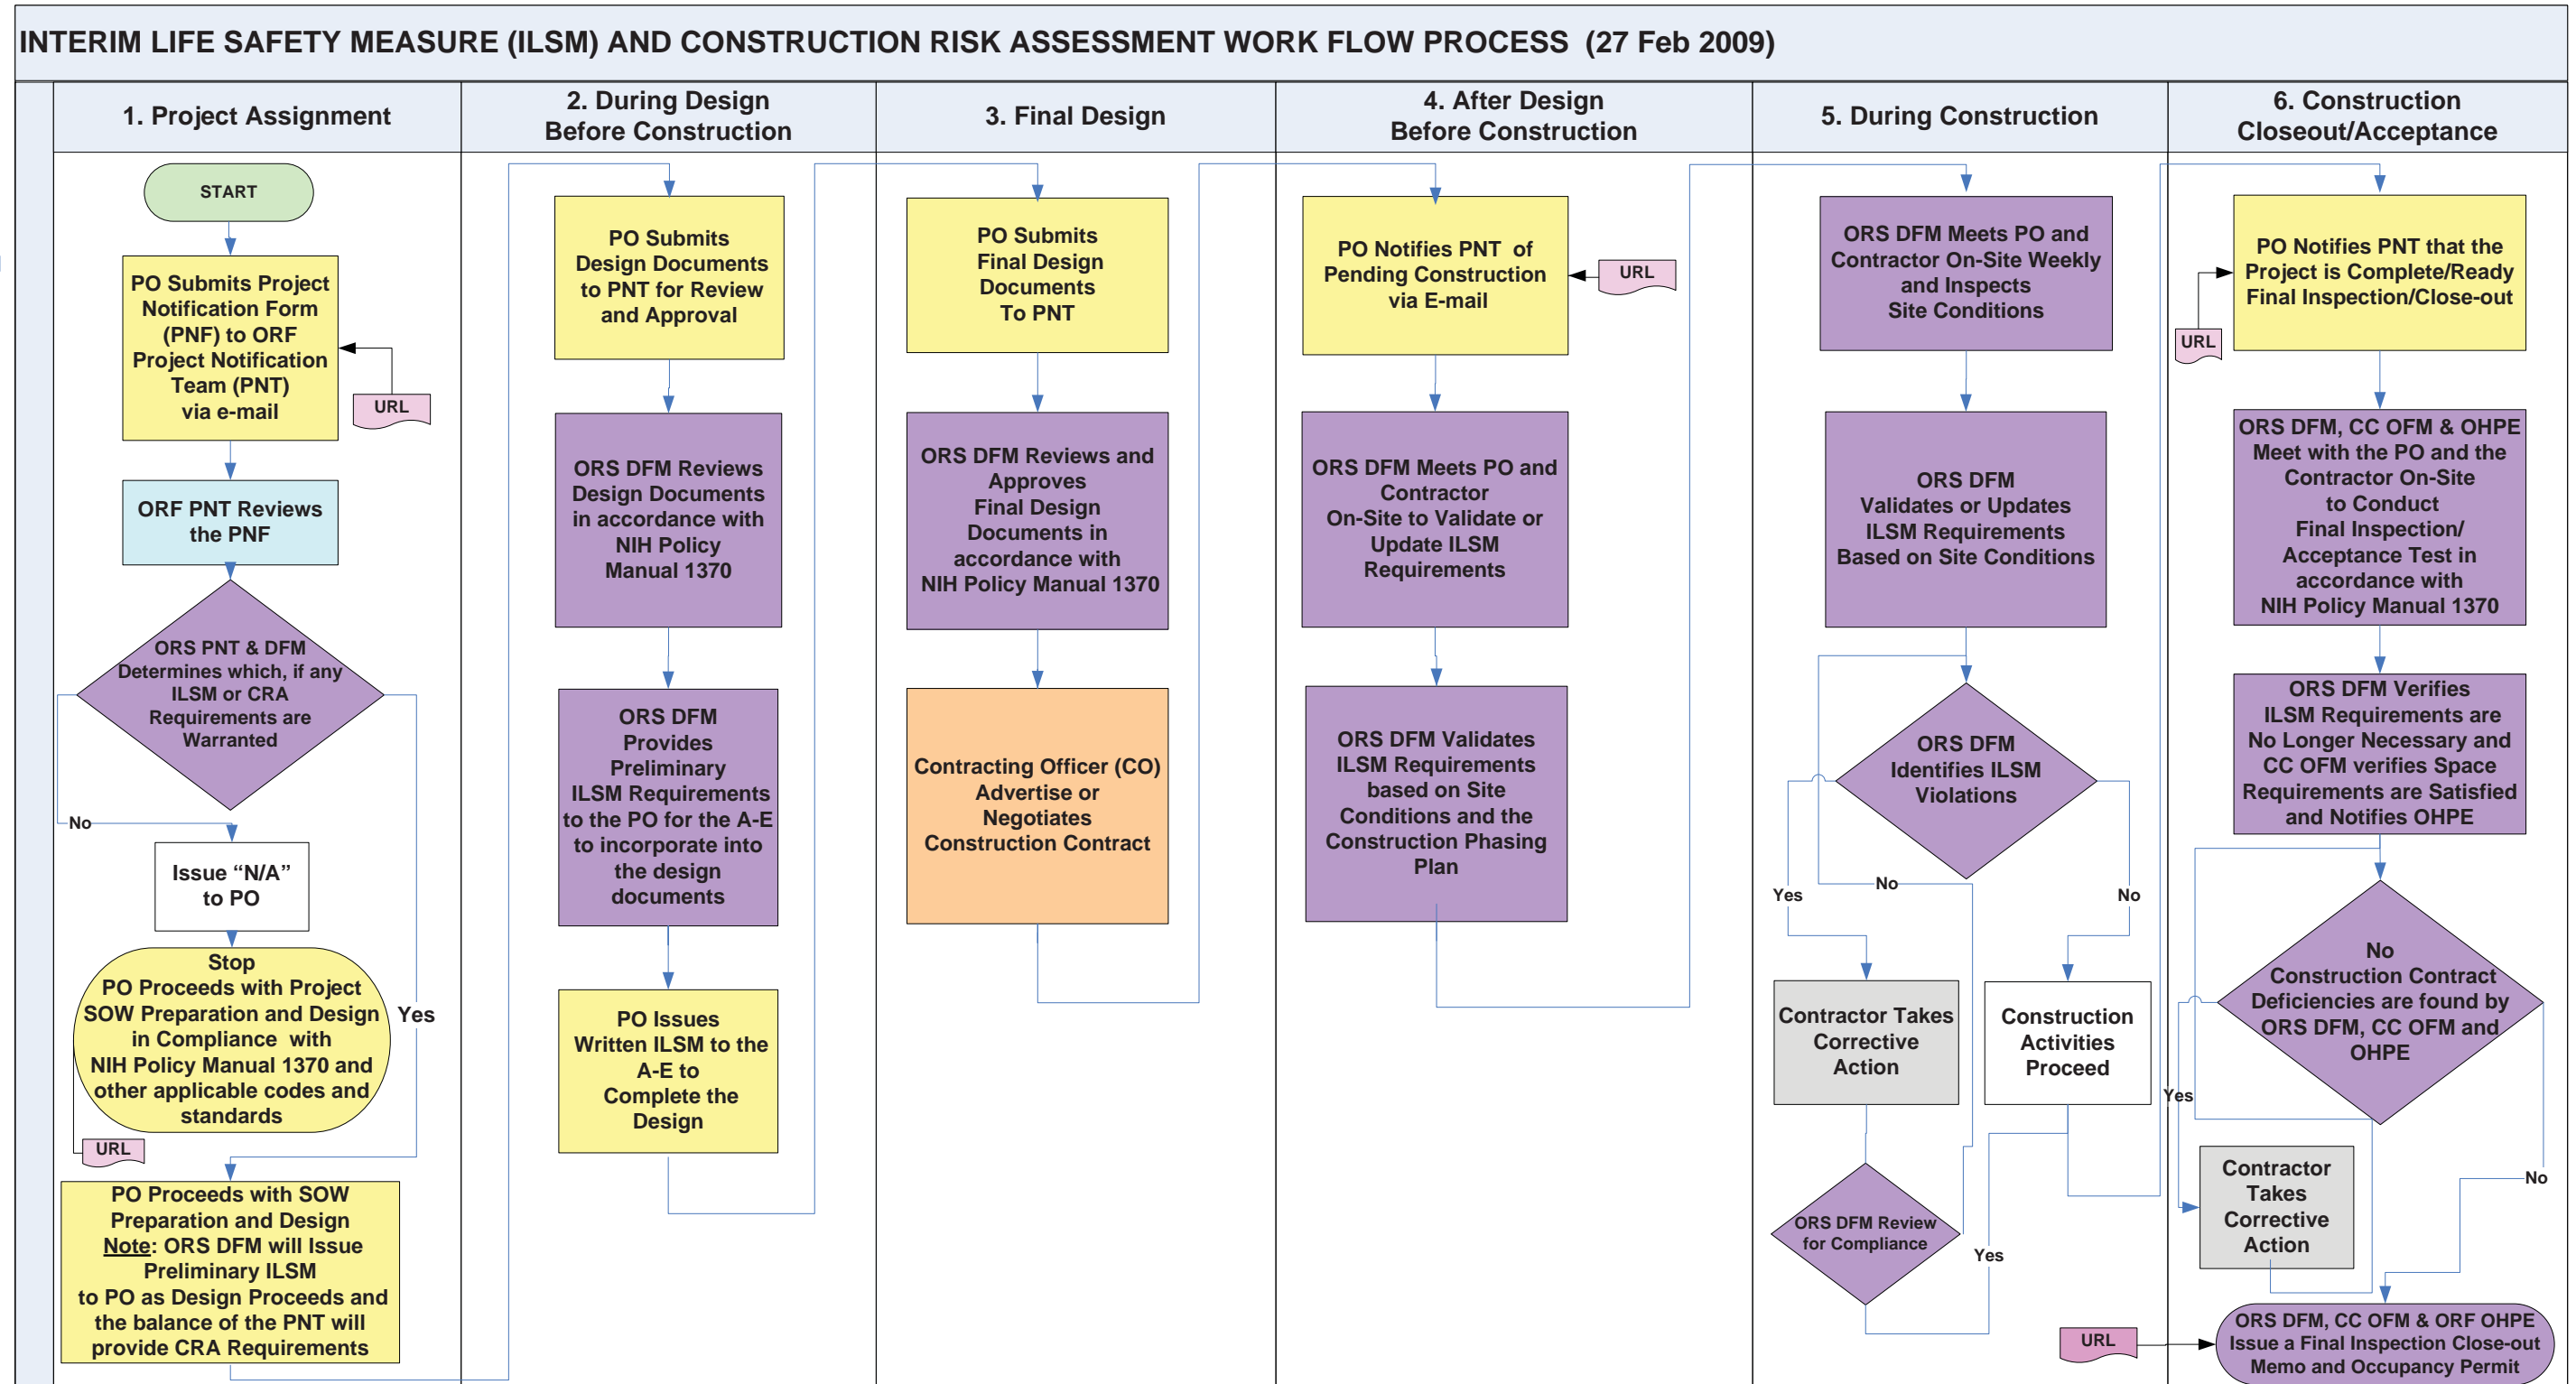 INTERIM LIFE SAFETY MEASURE (ILSM) AND CONSTRUCTION RISK ASSESSMENT WORK FLOW PROCESS (27 Feb 2009)
1. Project Assignment
START
PO Submits Project
Notification Form
(PNF) to ORF
Project Notification
Team (PNT)
via e-mail
URL
ORF PNT Reviews
the PNF
ORS PNT & DFM
Determines which, if any
ILSM or CRA
Requirements are
Warranted
No
Issue “N/A”
to PO
Stop
PO Proceeds with Project
SOW Preparation and Design
in Compliance with
NIH Policy Manual 1370 and
other applicable codes and
standards
Yes
URL
PO Proceeds with SOW
Preparation and Design
Note: ORS DFM will Issue
Preliminary ILSM
to PO as Design Proceeds and
the balance of the PNT will
provide CRA Requirements
2. During Design
Before Construction
PO Submits
Design Documents
to PNT for Review
and Approval
ORS DFM Reviews
Design Documents
in accordance with
NIH Policy
Manual 1370
ORS DFM
Provides
Preliminary
ILSM Requirements
to the PO for the A-E
to incorporate into
the design
documents
PO Issues
Written ILSM to the
A-E to
Complete the
Design
3. Final Design
PO Submits
Final Design
Documents
To PNT
ORS DFM Reviews and
Approves
Final Design
Documents in
accordance with
NIH Policy Manual 1370
Contracting Officer (CO)
Advertise or
Negotiates
Construction Contract
4. After Design
Before Construction
PO Notifies PNT of
Pending Construction
via E-mail
URL
ORS DFM Meets PO and
Contractor
On-Site to Validate or
Update ILSM
Requirements
ORS DFM Validates
ILSM Requirements
based on Site
Conditions and the
Construction Phasing
Plan
5. During Construction
ORS DFM Meets PO and
Contractor On-Site Weekly
and Inspects
Site Conditions
ORS DFM
Validates or Updates
ILSM Requirements
Based on Site Conditions
ORS DFM
Identifies ILSM
Violations
Yes
No
No
Contractor Takes
Corrective
Action
Construction
Activities
Proceed
ORS DFM Review
for Compliance
Yes
6. Construction
Closeout/Acceptance
PO Notifies PNT that the
Project is Complete/Ready
Final Inspection/Close-out
URL
ORS DFM, CC OFM & OHPE
Meet with the PO and the
Contractor On-Site
to Conduct
Final Inspection/
Acceptance Test in
accordance with
NIH Policy Manual 1370
ORS DFM Verifies
ILSM Requirements are
No Longer Necessary and
CC OFM verifies Space
Requirements are Satisfied
and Notifies OHPE
No
Construction Contract
Deficiencies are found by
ORS DFM, CC OFM and
OHPE
Yes
No
Contractor
Takes
Corrective
Action
URL
ORS DFM, CC OFM & ORF OHPE
Issue a Final Inspection Close-out
Memo and Occupancy Permit